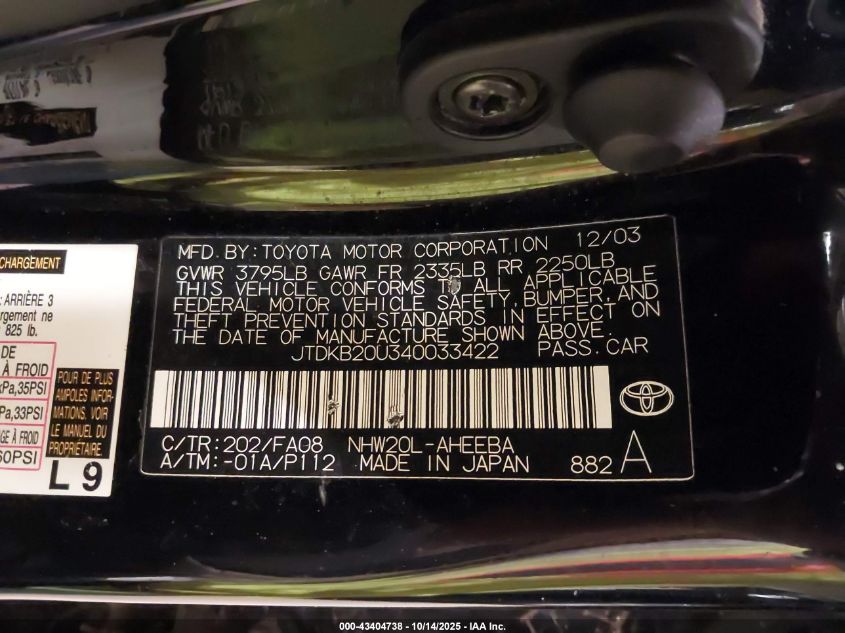 CHARGEMENT
: ARRIÈRE 3
argement ne
825 lb.
DE
À FROID
kPa,35PSI
Pa,33PSI
GE À FROID
60PSI
POUR DE PLUS
AMPLES INFOR-
MATIONS, VOIR
LE MANUEL DU
PROPRIÉTAIRE
L 9
MFD. BY: TOYOTA MOTOR CORPORATION 12/03
GVWR 3795LB GAWR FR 2335LB RR 2250LB
THIS VEHICLE CONFORMS TO ALL APPLICABLE
FEDERAL MOTOR VEHICLE SAFETY, BUMPER, AND
THEFT PREVENTION STANDARDS IN EFFECT ON
THE DATE OF MANUFACTURE SHOWN ABOVE.
JTDKB20U340033422 PASS. CAR
C/TR: 202/FA08 NHW20L-AHEEBA
A/TM: -01A/P112 MADE IN JAPAN 882 A
000-43404738 - 10/14/2025 - IAA Inc.